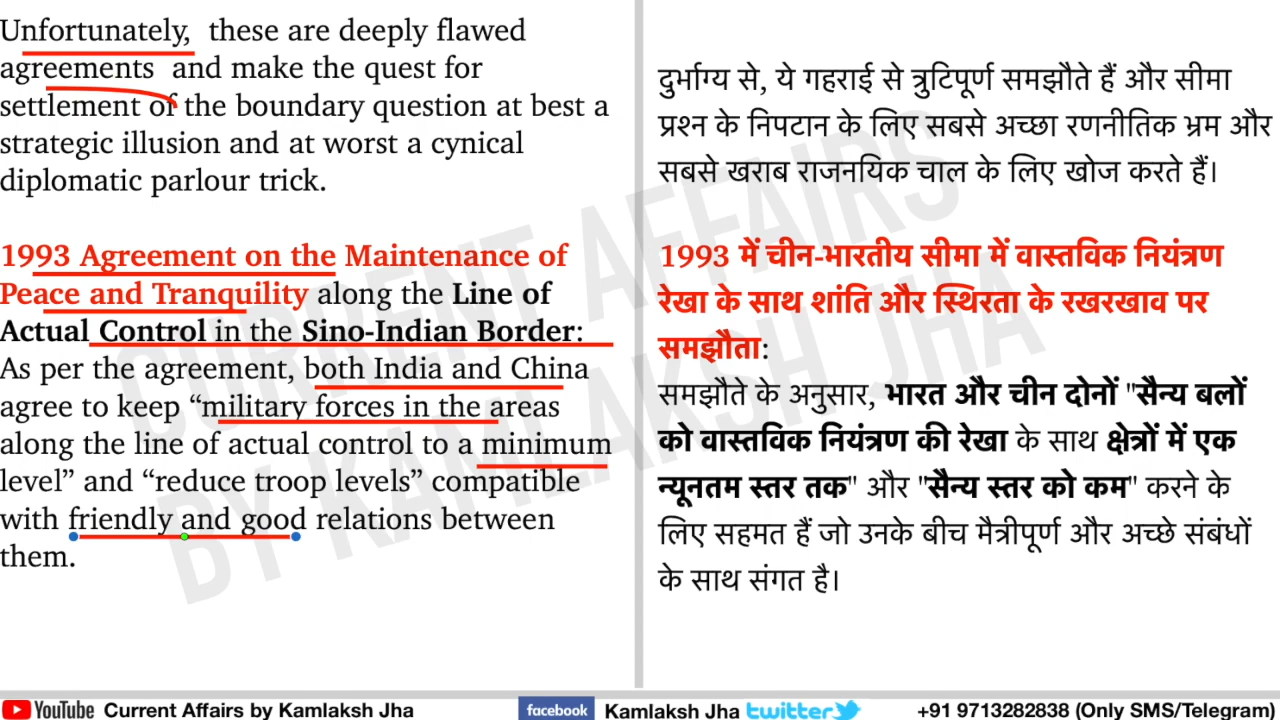 Unfortunately, these are deeply flawed
agreements and make the quest for
settlement of the boundary question at best a
strategic illusion and at worst a cynical
diplomatic parlour trick.
1993 Agreement on the Maintenance of
Peace and Tranquility along the Line of
Actual Control in the Sino-Indian Border:
As per the agreement, both India and China
agree to keep “military forces in the areas
along the line of actual control to a minimum
level” and “reduce troop levels” compatible
with friendly and good relations between
them.
दुर्भाग्य से, ये गहराई से त्रुटिपूर्ण समझौते हैं और सीमा
प्रश्न के निपटान के लिए सबसे अच्छा रणनीतिक भ्रम और
सबसे खराब राजनयिक चाल के लिए खोज करते हैं।
1993 में चीन-भारतीय सीमा में वास्तविक नियंत्रण
रेखा के साथ शांति और स्थिरता के रखरखाव पर
समझौता:
समझौते के अनुसार, भारत और चीन दोनों "सैन्य बलों
को वास्तविक नियंत्रण की रेखा के साथ क्षेत्रों में एक
न्यूनतम स्तर तक" और "सैन्य स्तर को कम" करने के
लिए सहमत हैं जो उनके बीच मैत्रीपूर्ण और अच्छे संबंधों
के साथ संगत है।
CURRENT AFFAIRS
BY KAMLAKSH JHA
YouTube Current Affairs by Kamlaksh Jha facebook Kamlaksh Jha twitter +91 9713282838 (Only SMS/Telegram)